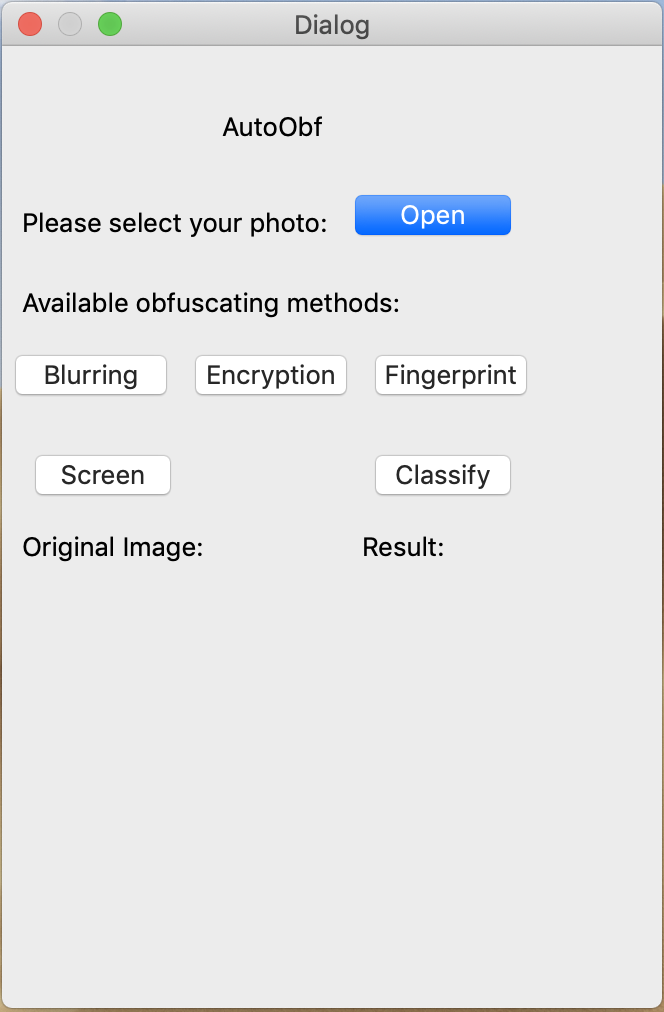 Dialog
AutoObf
Please select your photo: Open
Available obfuscating methods:
Blurring Encryption Fingerprint
Screen Classify
Original Image: Result: